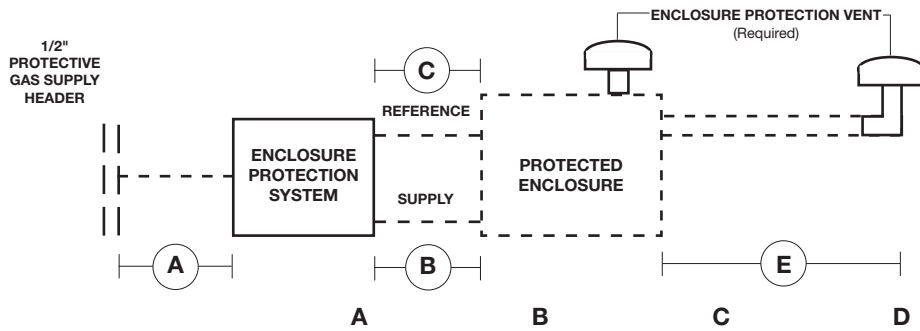 1/2"
PROTECTIVE
GAS SUPPLY
HEADER
ENCLOSURE PROTECTION VENT
(Required)
C
REFERENCE
ENCLOSURE
PROTECTION
SYSTEM
SUPPLY
PROTECTED
ENCLOSURE
A
B
E
A B C D